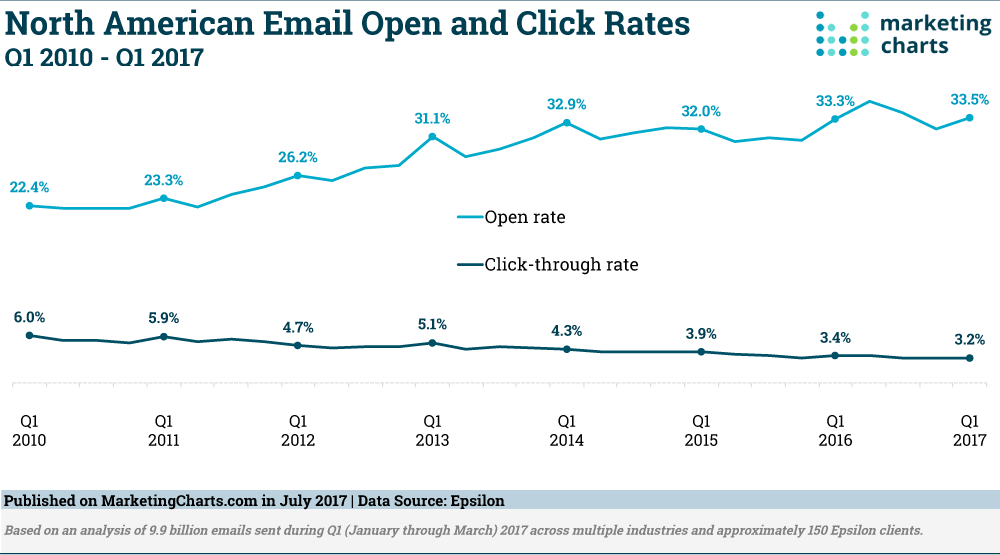 North American Email Open and Click Rates
Q1 2010 - Q1 2017
marketing
charts
22.4%
23.3%
26.2%
31.1%
32.9%
32.0%
33.3%
33.5%
Open rate
Click-through rate
6.0%
5.9%
4.7%
5.1%
4.3%
3.9%
3.4%
3.2%
Q1 Q1 Q1 Q1 Q1 Q1 Q1 Q1
2010 2011 2012 2013 2014 2015 2016 2017
Published on MarketingCharts.com in July 2017 | Data Source: Epsilon
Based on an analysis of 9.9 billion emails sent during Q1 (January through March) 2017 across multiple industries and approximately 150 Epsilon clients.